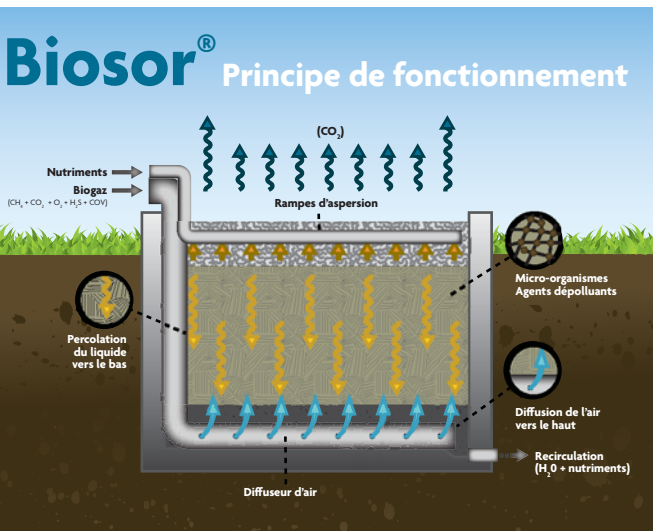 Biosor® Principe de fonctionnement
(CO₂)
Nutriments
Biogaz
(CH₄ + CO₂ + O₂ + H₂S + COV)
Rampes d'aspersion
Micro-organismes
Agents dépolluants
Percolation
du liquide
vers le bas
Diffusion de l'air
vers le haut
Recirculation
(H₂0 + nutriments)
Diffuseur d'air